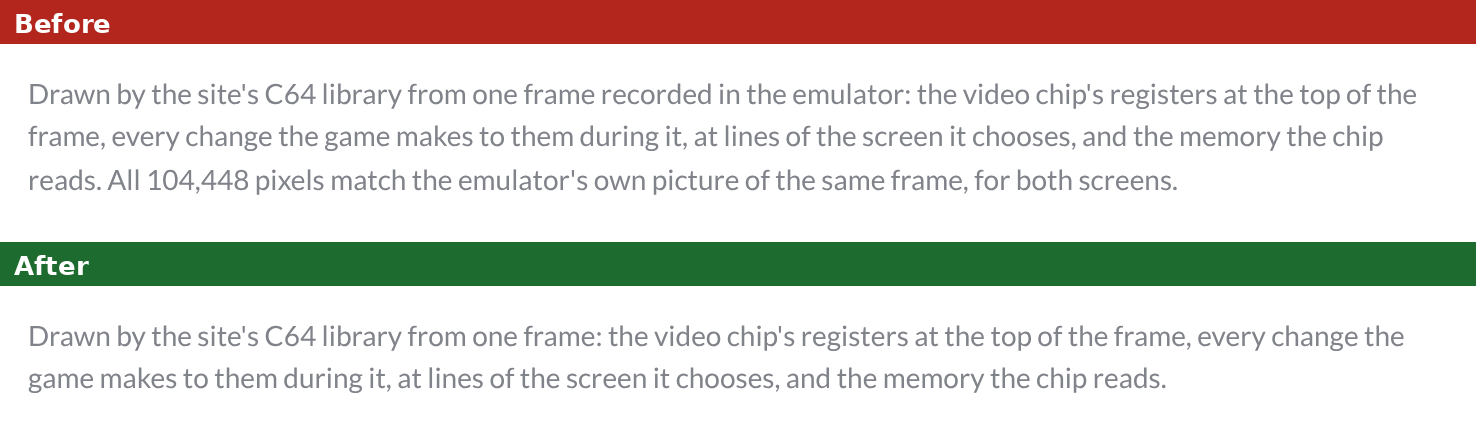 Before
Drawn by the site's C64 library from one frame recorded in the emulator: the video chip's registers at the top of the
frame, every change the game makes to them during it, at lines of the screen it chooses, and the memory the chip
reads. All 104,448 pixels match the emulator's own picture of the same frame, for both screens.
After
Drawn by the site's C64 library from one frame: the video chip's registers at the top of the frame, every change the
game makes to them during it, at lines of the screen it chooses, and the memory the chip reads.